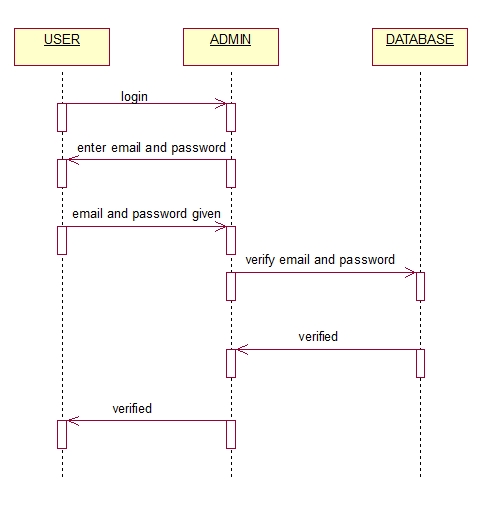 USER
ADMIN
DATABASE
login
enter email and password
email and password given
verify email and password
verified
verified